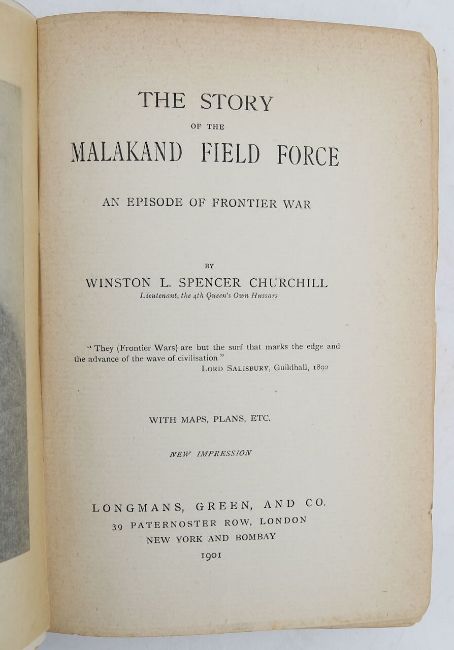 THE STORY
OF THE
MALAKAND FIELD FORCE
AN EPISODE OF FRONTIER WAR
BY
WINSTON L. SPENCER CHURCHILL
Lieutenant, the 4th Queen's Own Hussars
"They (Frontier Wars) are but the surf that marks the edge and
the advance of the wave of civilisation"
LORD SALISBURY, Guildhall, 1892
WITH MAPS, PLANS, ETC.
NEW IMPRESSION
LONGMANS, GREEN, AND CO.
39 PATERNOSTER ROW, LONDON
NEW YORK AND BOMBAY
1901